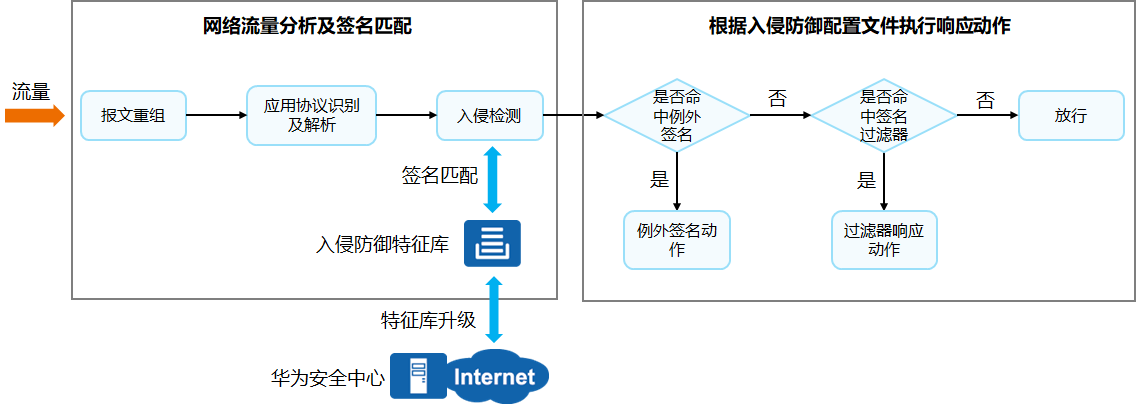 网络流量分析及签名匹配
根据入侵防御配置文件执行响应动作
流量
报文重组
应用协议识别
及解析
入侵检测
是否命
中例外
签名
否
是否命
中签名
过滤器
否
放行
签名匹配
是
是
入侵防御特征库
例外签名动
作
过滤器响应
动作
特征库升级
华为安全中心
Internet